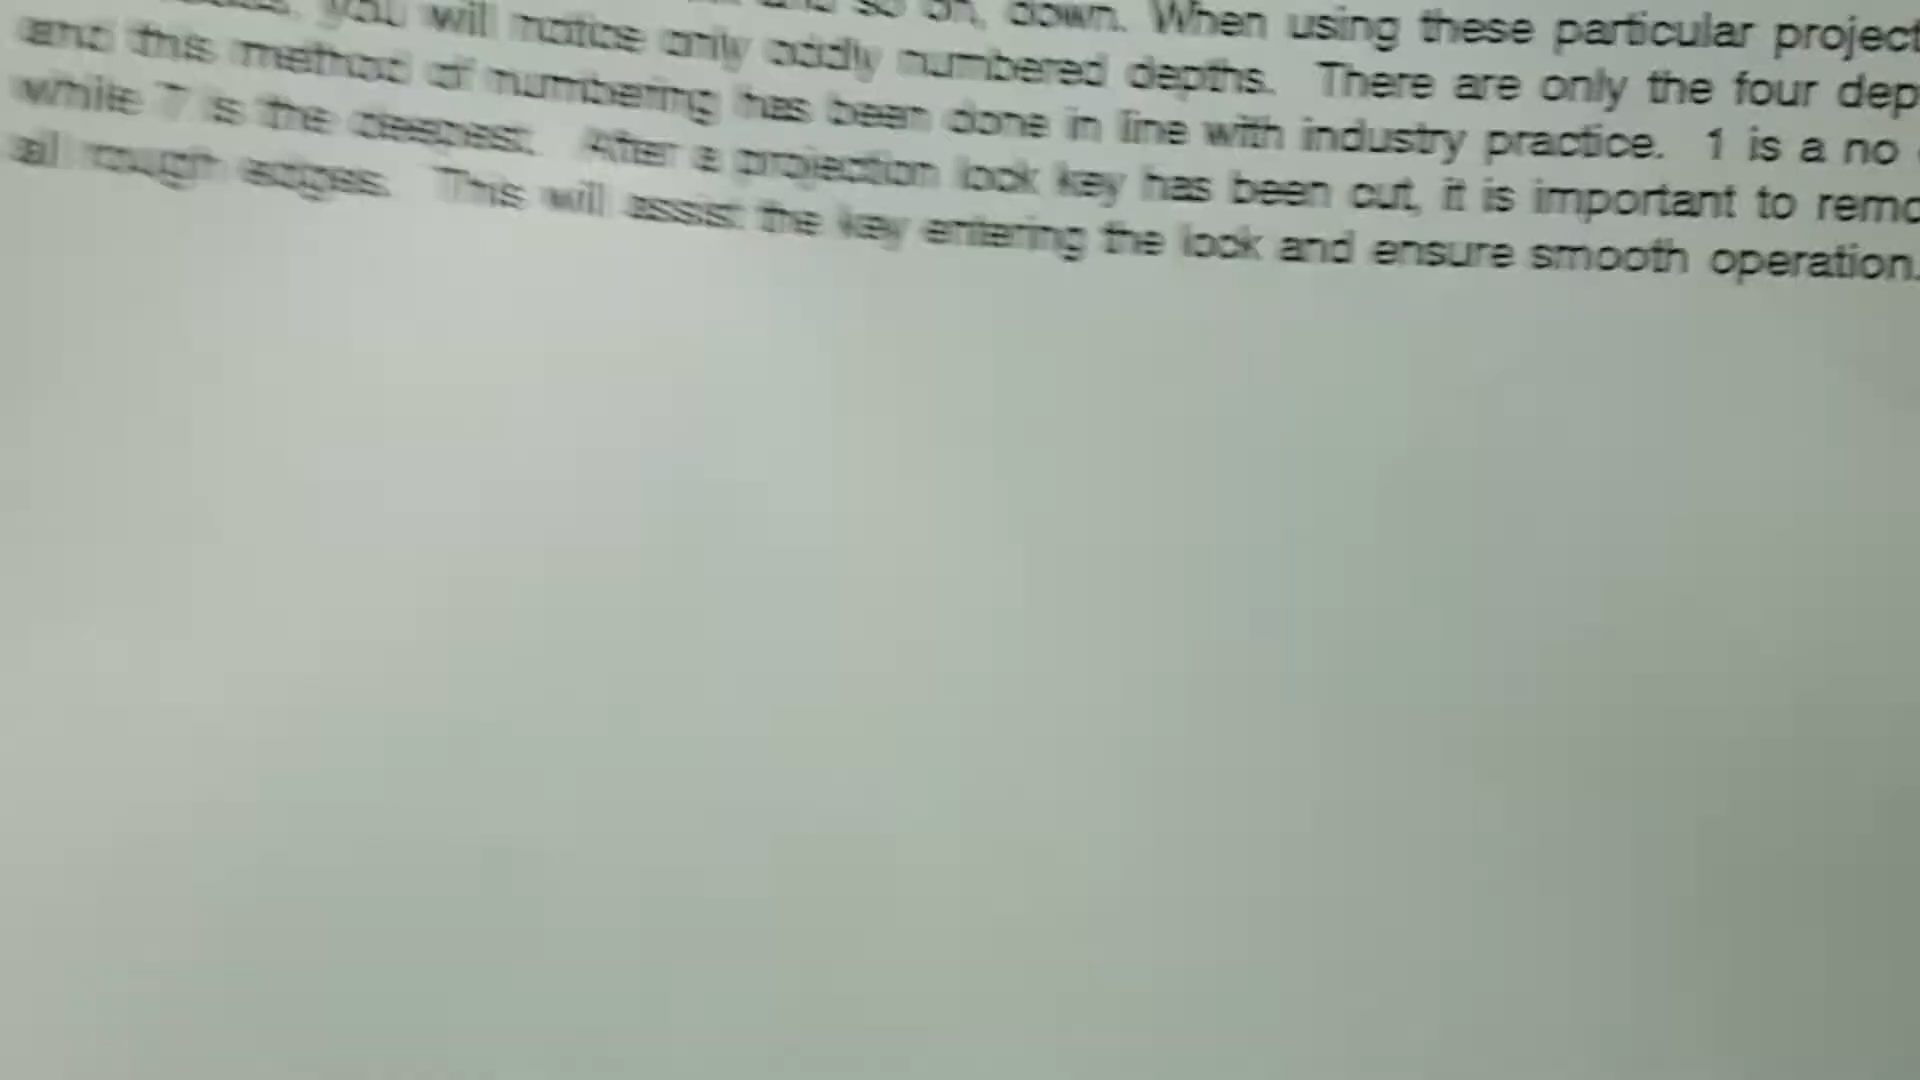 so on, down. When using these particular project
you will notice only oddly numbered depths. There are only the four dep
and this method of numbering has been done in line with industry practice. 1 is a no
while 7 is the deepest. After a projection lock key has been cut, it is important to remo
all rough edges. This will assist the key entering the lock and ensure smooth operation.